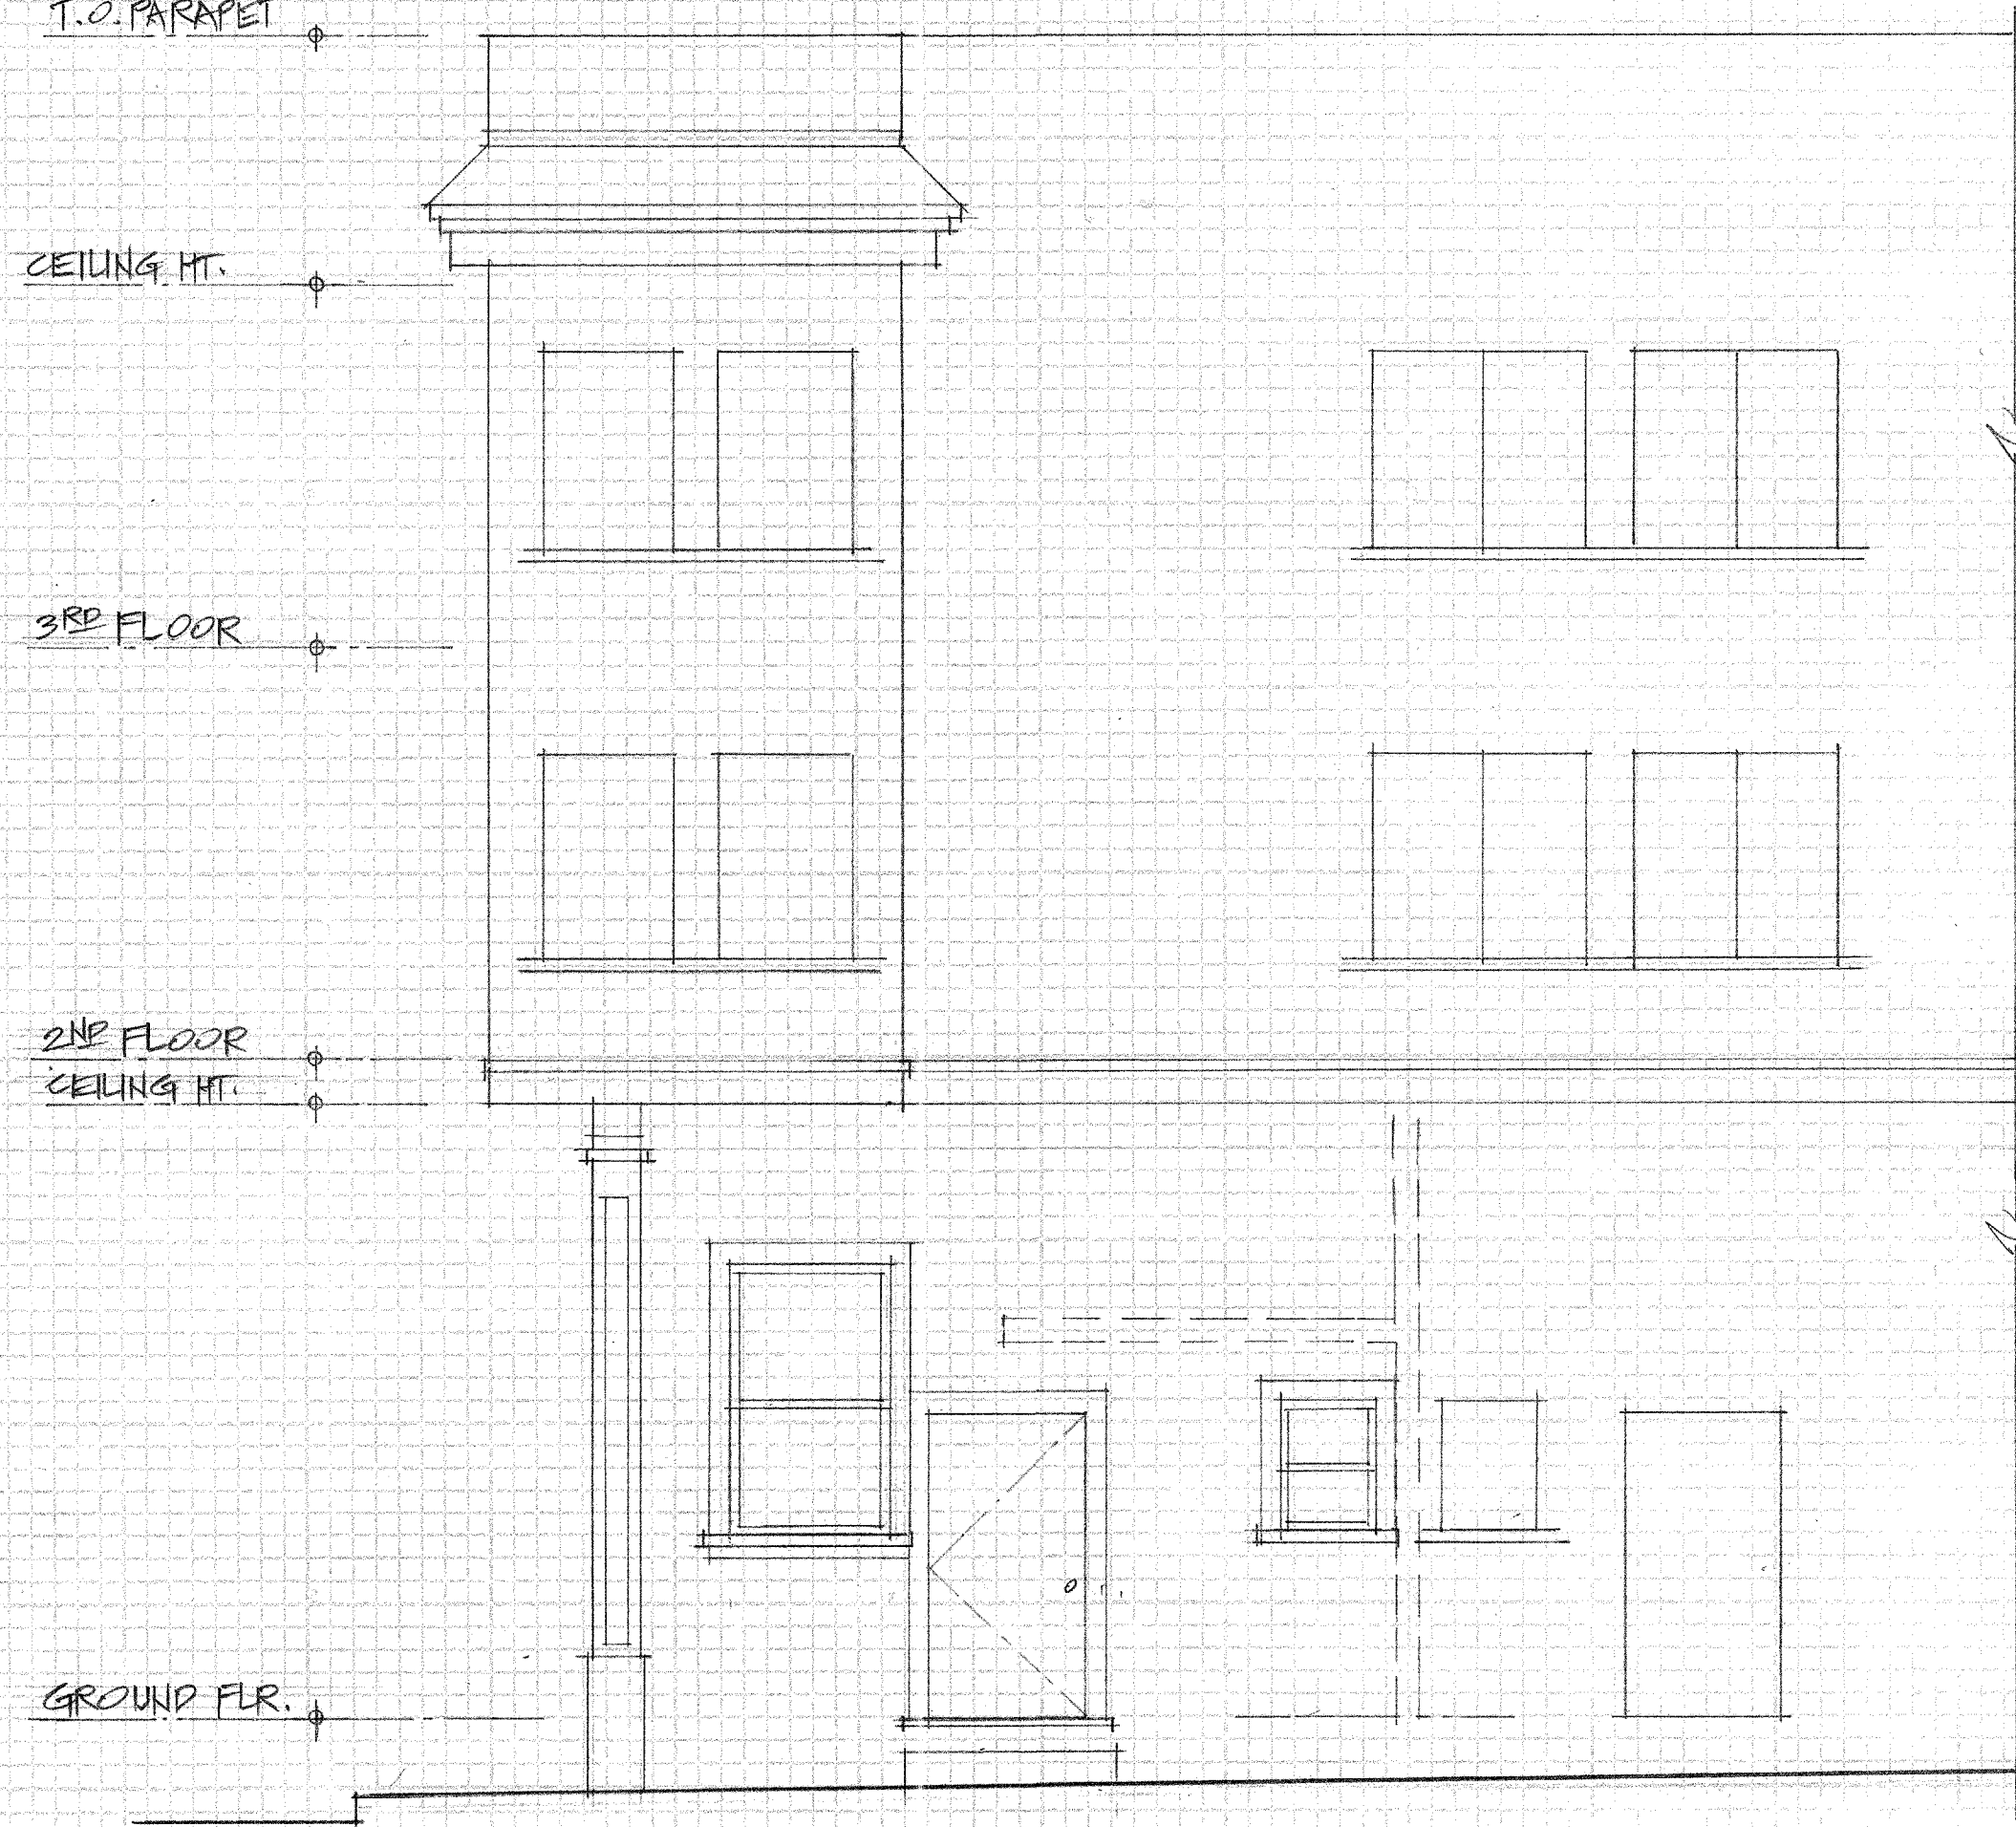 T.O. PARAPET
CEILING HT.
3RD FLOOR
2ND FLOOR
CEILING HT.
GROUND FLR.